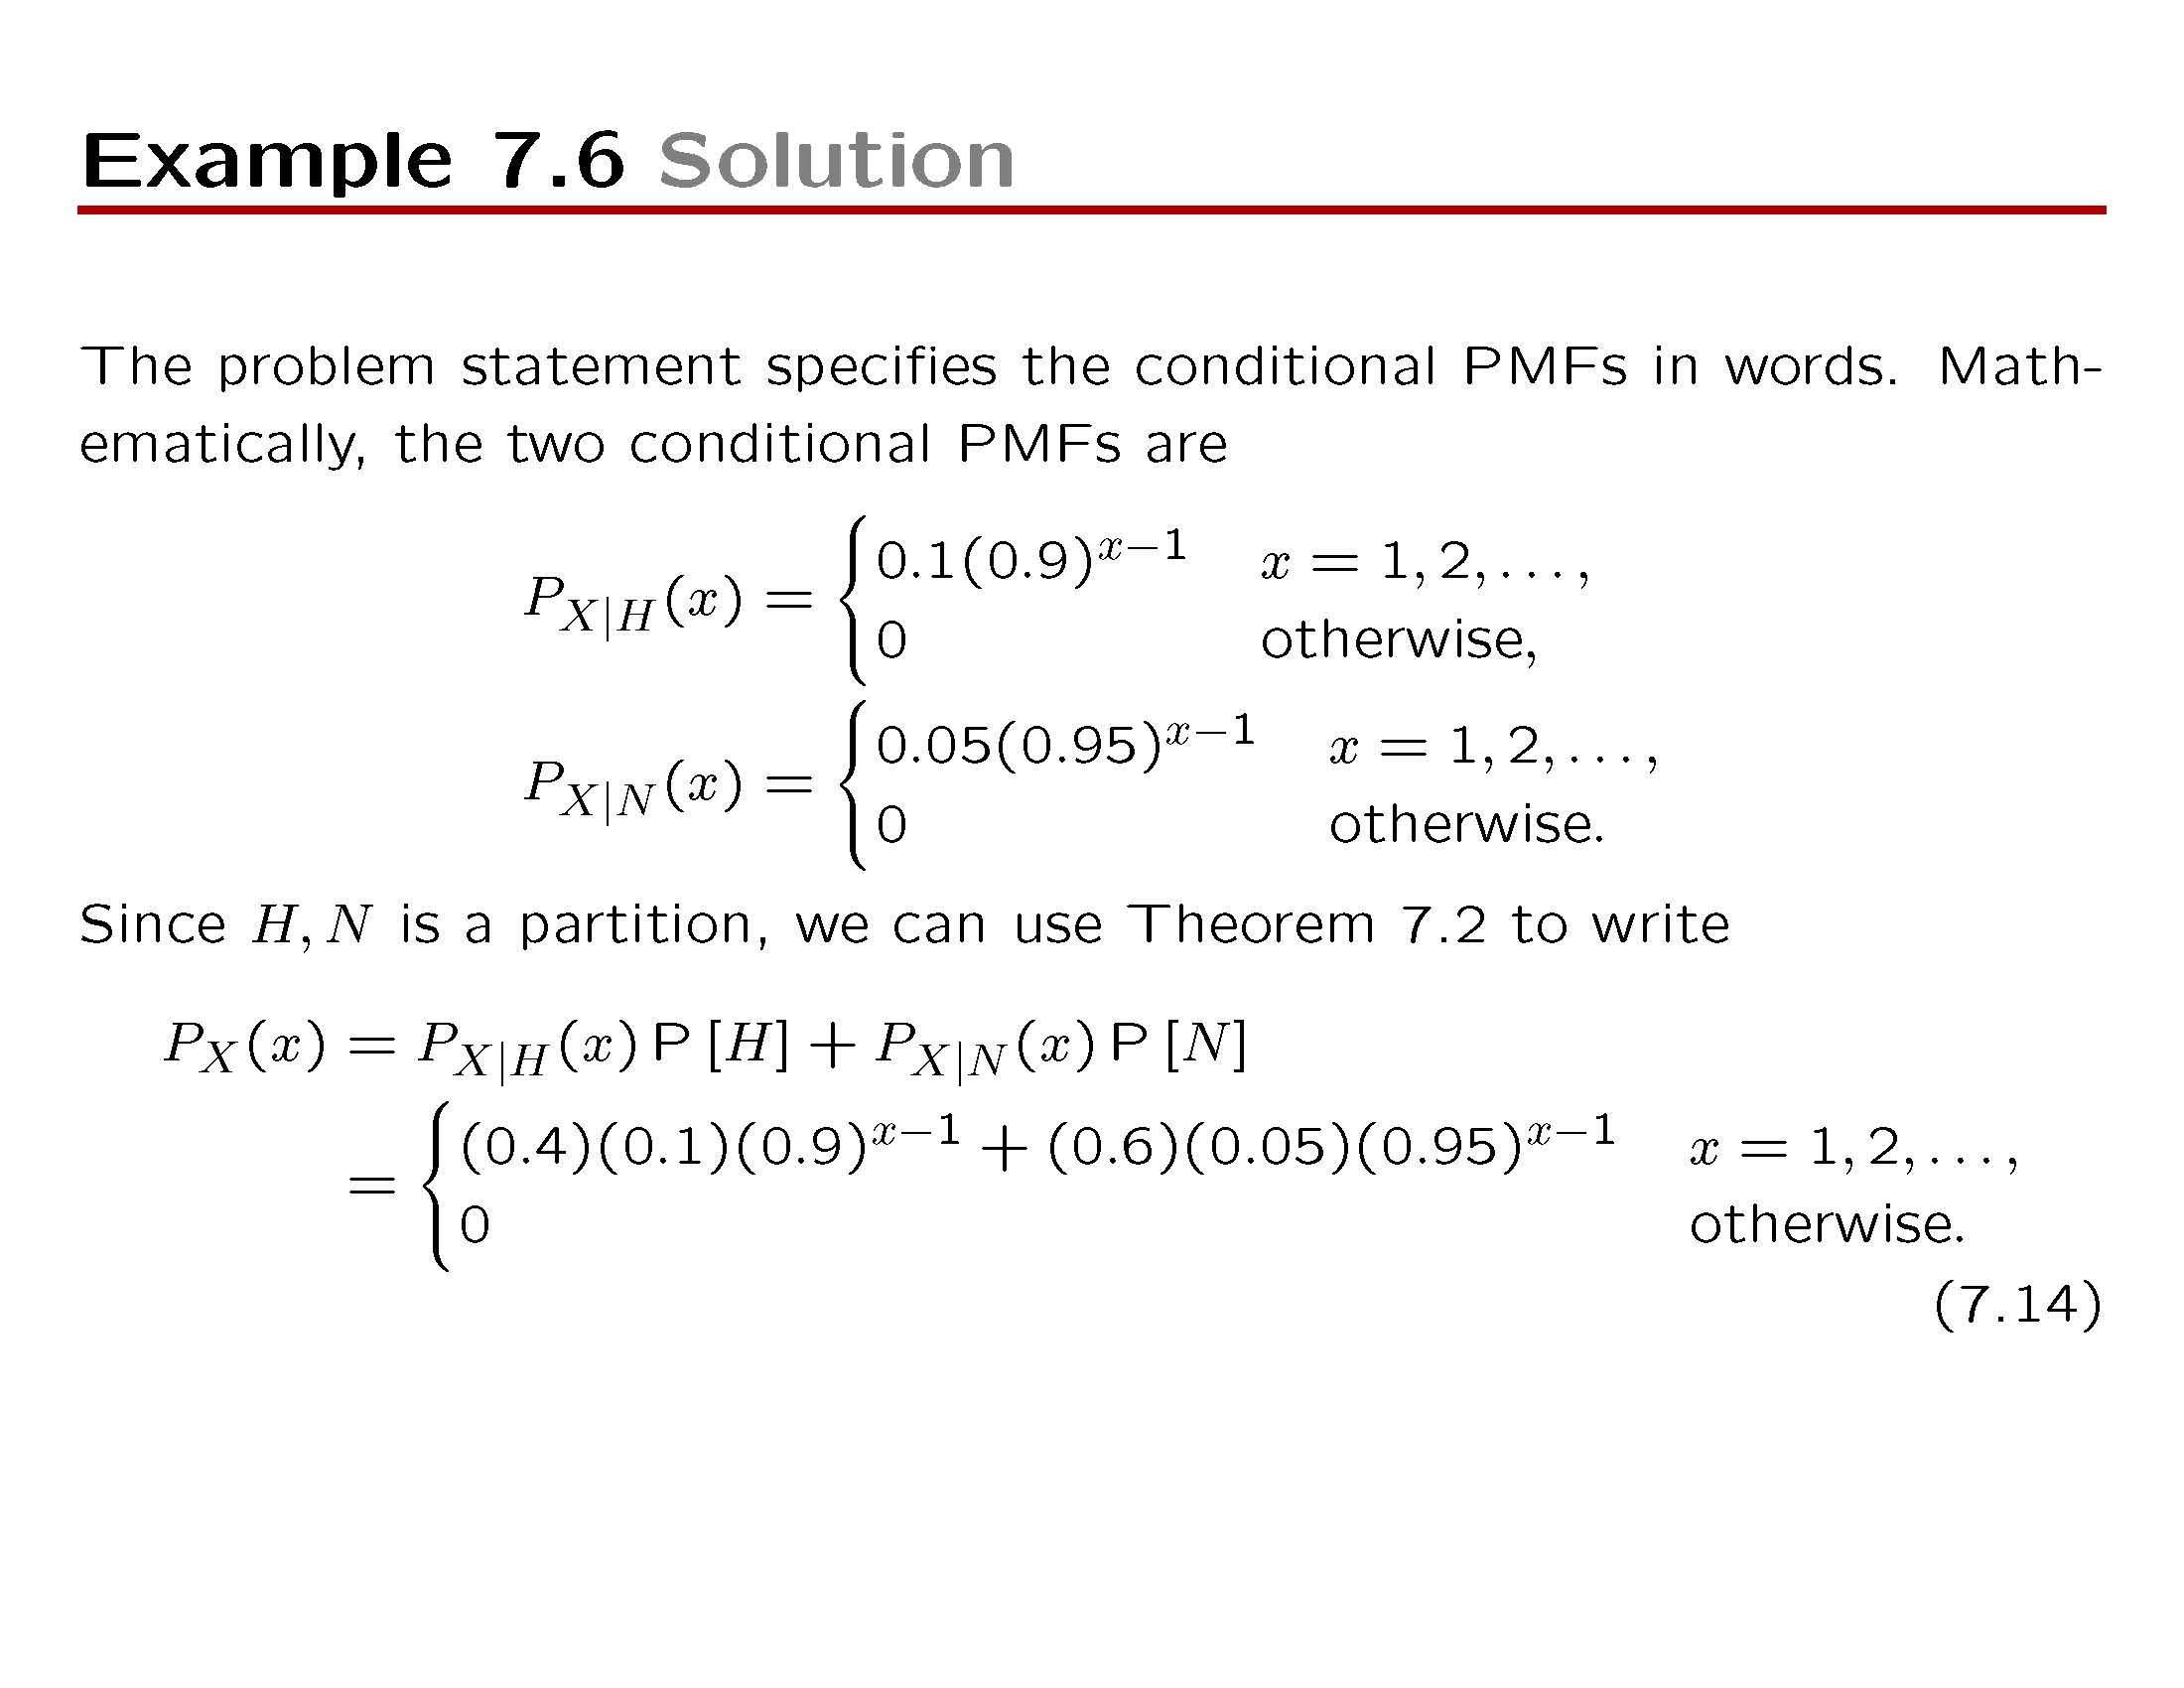 Example 7.6 Solution
The problem statement specifies the conditional PMFs in words. Math-
ematically, the two conditional PMFs are
P_{X|H}(x) = { 0.1(0.9)^{x−1}   x = 1, 2, . . . ,
0   otherwise,
P_{X|N}(x) = { 0.05(0.95)^{x−1}   x = 1, 2, . . . ,
0   otherwise.
Since H, N is a partition, we can use Theorem 7.2 to write
P_X(x) = P_{X|H}(x) P [H] + P_{X|N}(x) P [N]
= { (0.4)(0.1)(0.9)^{x−1} + (0.6)(0.05)(0.95)^{x−1}   x = 1, 2, . . . ,
0   otherwise.
(7.14)